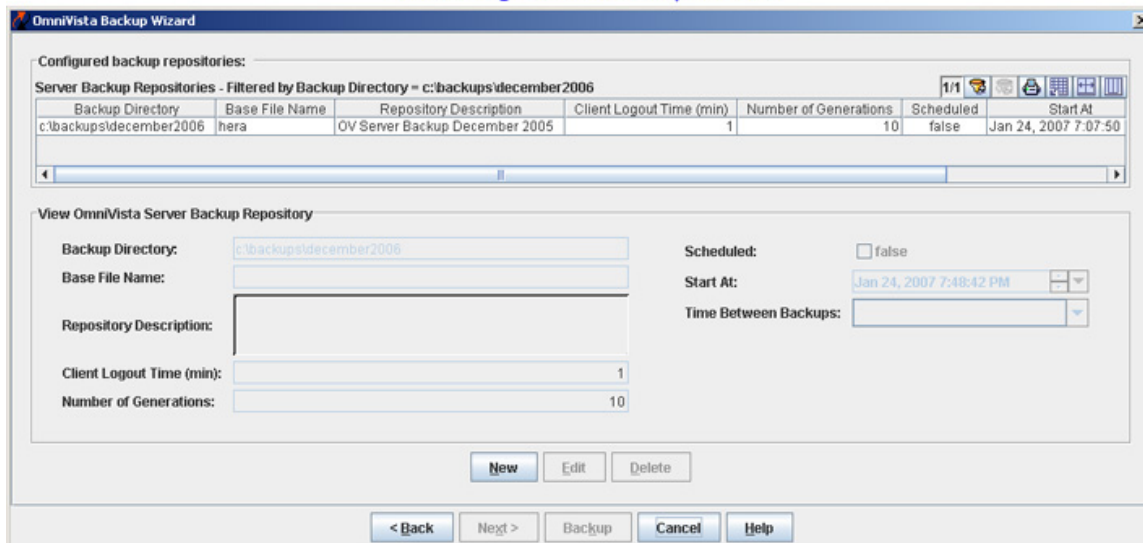 OmniVista Backup Wizard
Configured backup repositories:
Server Backup Repositories - Filtered by Backup Directory = c:\backups\december2006 1/1
Backup Directory Base File Name Repository Description Client Logout Time (min) Number of Generations Scheduled Start At
c:\backups\december2006 hera OV Server Backup December 2005 1 10 false Jan 24, 2007 7:07:50
View OmniVista Server Backup Repository
Backup Directory: c:\backups\december2006 Scheduled: false
Base File Name: Start At: Jan 24, 2007 7:48:42 PM
Repository Description: Time Between Backups:
Client Logout Time (min): 1
Number of Generations: 10
New Edit Delete
< Back Next > Backup Cancel Help